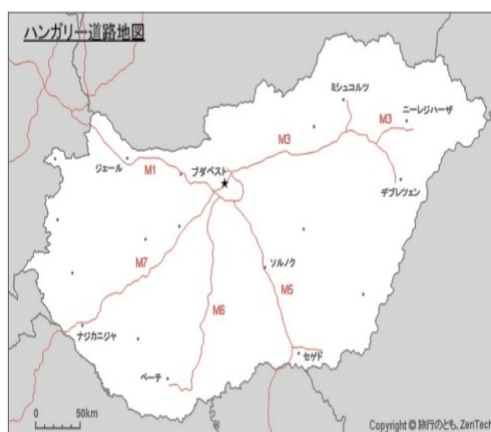 ハンガリー道路地図
ミシュコルツ
ニーレジハーザ
M3
M3
ジェール
M1
ブダペスト
デブレツェン
M7
ソルノク
M6
M5
ナジカニジャ
セゲド
ペーチ
0 50km
Copyright © 旅行のとも、ZenTech